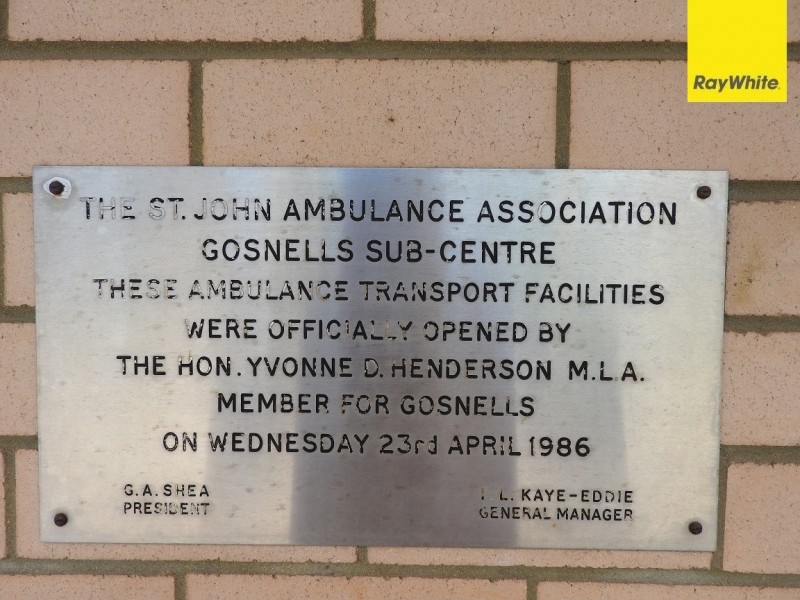 RayWhite.
THE ST. JOHN AMBULANCE ASSOCIATION
GOSNELLS SUB-CENTRE
THESE AMBULANCE TRANSPORT FACILITIES
WERE OFFICIALLY OPENED BY
THE HON. YVONNE D. HENDERSON M.L.A.
MEMBER FOR GOSNELLS
ON WEDNESDAY 23rd APRIL 1986
G.A. SHEA
PRESIDENT
L. KAYE-EDDIE
GENERAL MANAGER